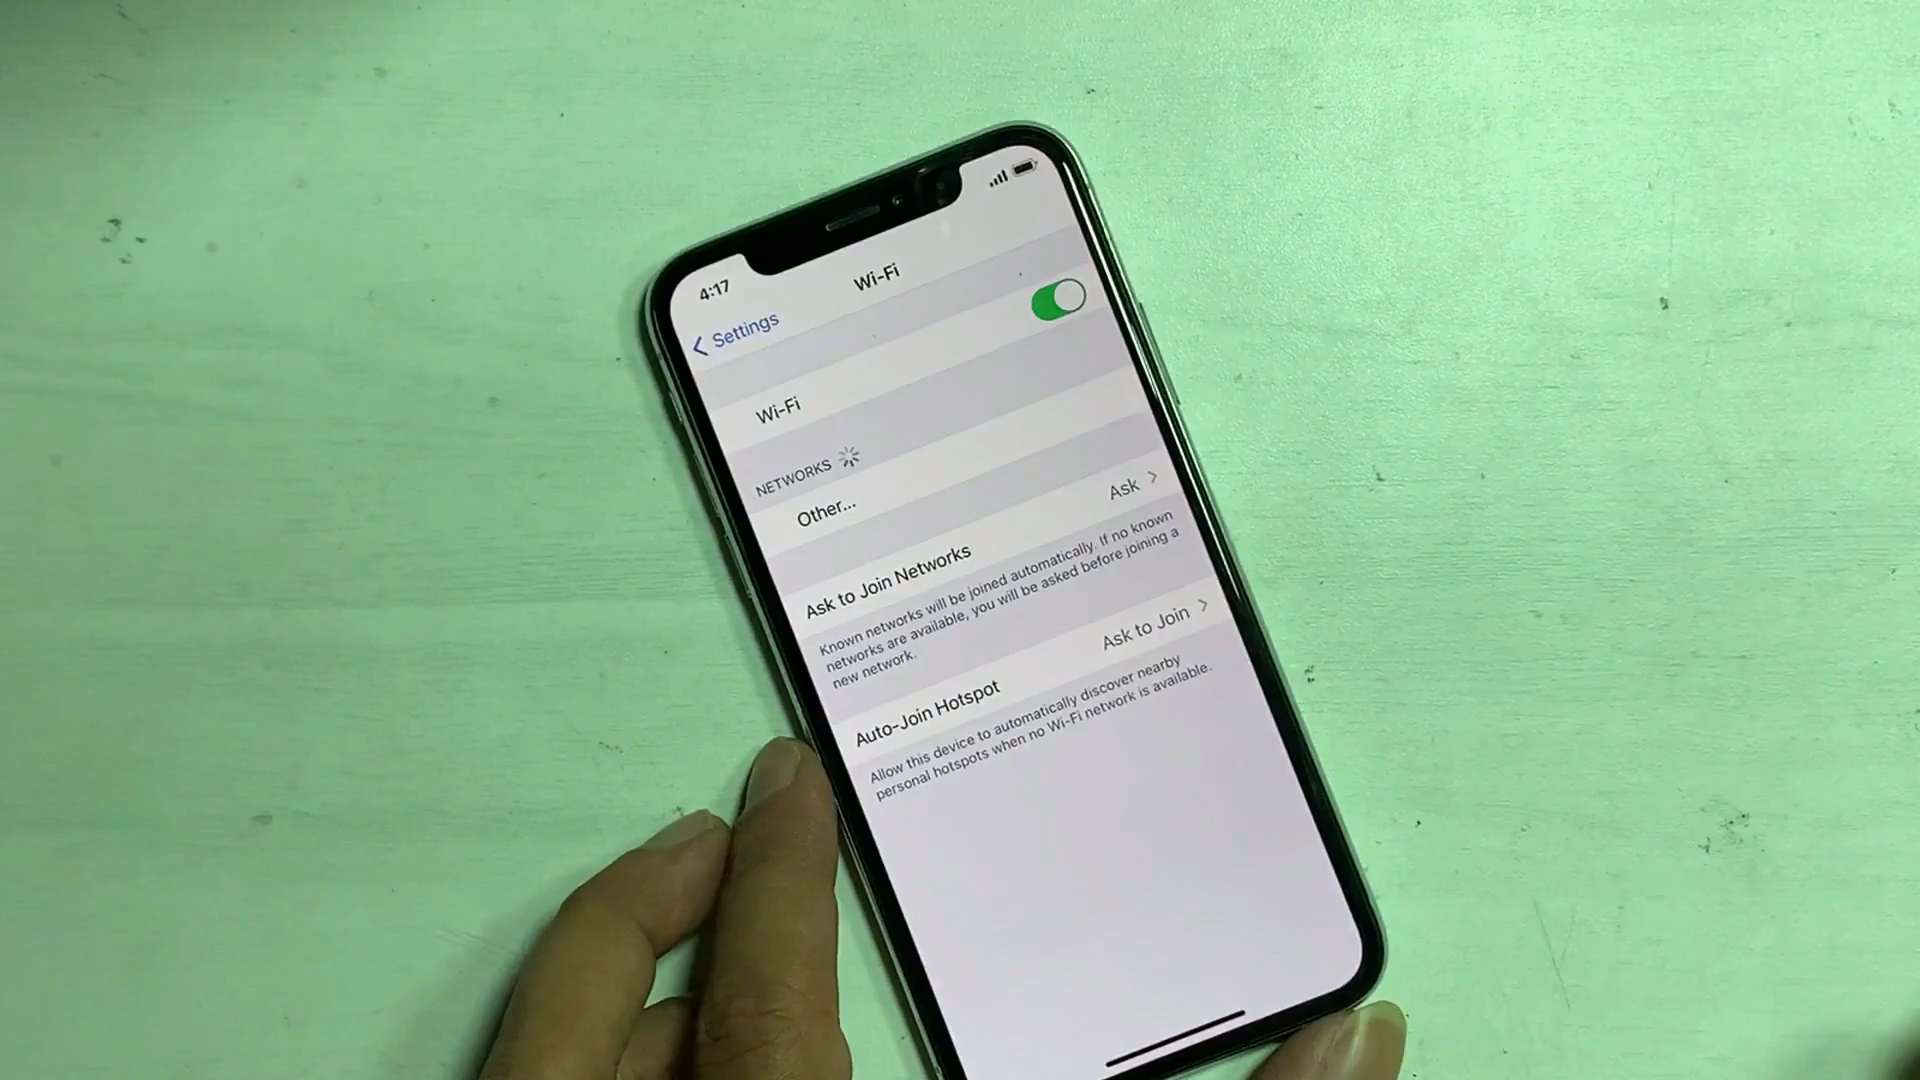 4:17
Settings
Wi-Fi
Wi-Fi
NETWORKS
Other...
Ask to Join Networks
Ask
Known networks will be joined automatically. If no known
networks are available, you will be asked before joining a
new network.
Auto-Join Hotspot
Ask to Join
Allow this device to automatically discover nearby
personal hotspots when no Wi-Fi network is available.